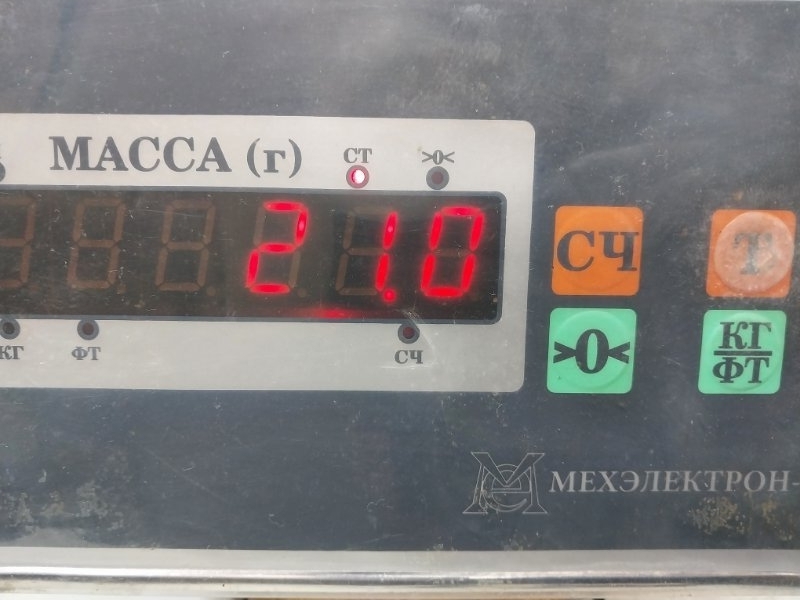 МАССА (г)
СТ
>0<
21.0
КГ
ФТ
СЧ
СЧ
Т
>0<
КГ
ФТ
МЕХЭЛЕКТРОН-